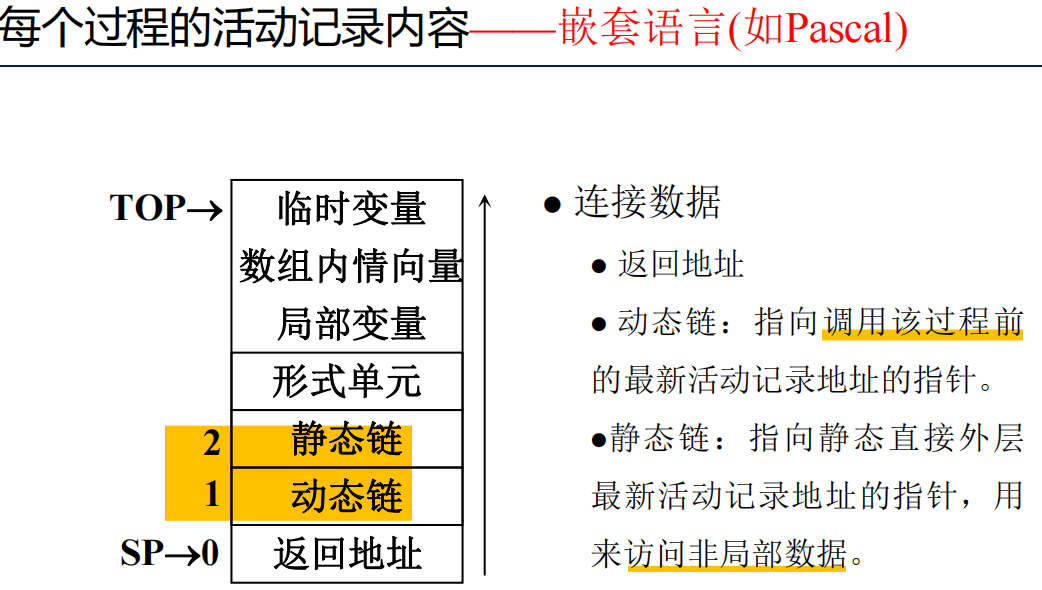 每个过程的活动记录内容——嵌套语言(如Pascal)
TOP→
临时变量
数组内情向量
局部变量
形式单元
2
静态链
1
动态链
SP→0
返回地址
● 连接数据
● 返回地址
● 动态链：指向调用该过程前
的最新活动记录地址的指针。
●静态链：指向静态直接外层
最新活动记录地址的指针，用
来访问非局部数据。